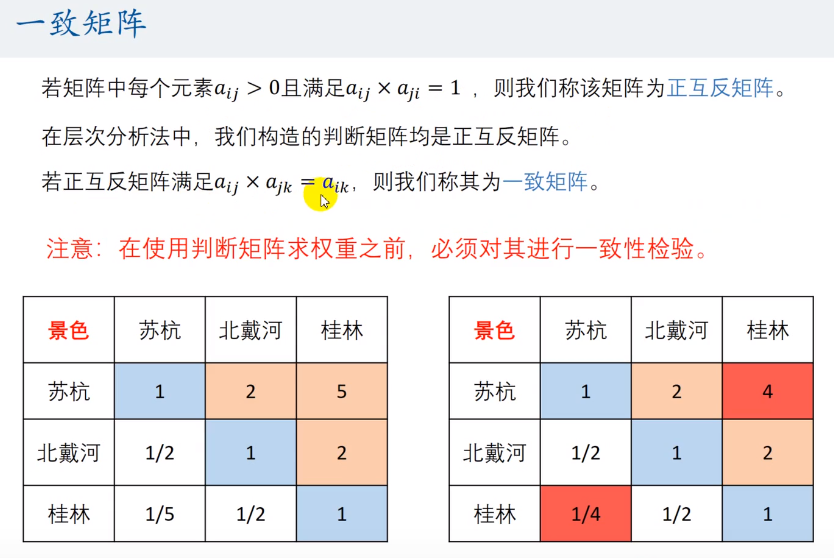 一致矩阵
若矩阵中每个元素aᵢⱼ > 0且满足aᵢⱼ × aⱼᵢ = 1 ，则我们称该矩阵为正互反矩阵。
在层次分析法中，我们构造的判断矩阵均是正互反矩阵。
若正互反矩阵满足aᵢⱼ × aⱼₖ = aᵢₖ，则我们称其为一致矩阵。
注意：在使用判断矩阵求权重之前，必须对其进行一致性检验。
景色 苏杭 北戴河 桂林
苏杭 1 2 5
北戴河 1/2 1 2
桂林 1/5 1/2 1
景色 苏杭 北戴河 桂林
苏杭 1 2 4
北戴河 1/2 1 2
桂林 1/4 1/2 1